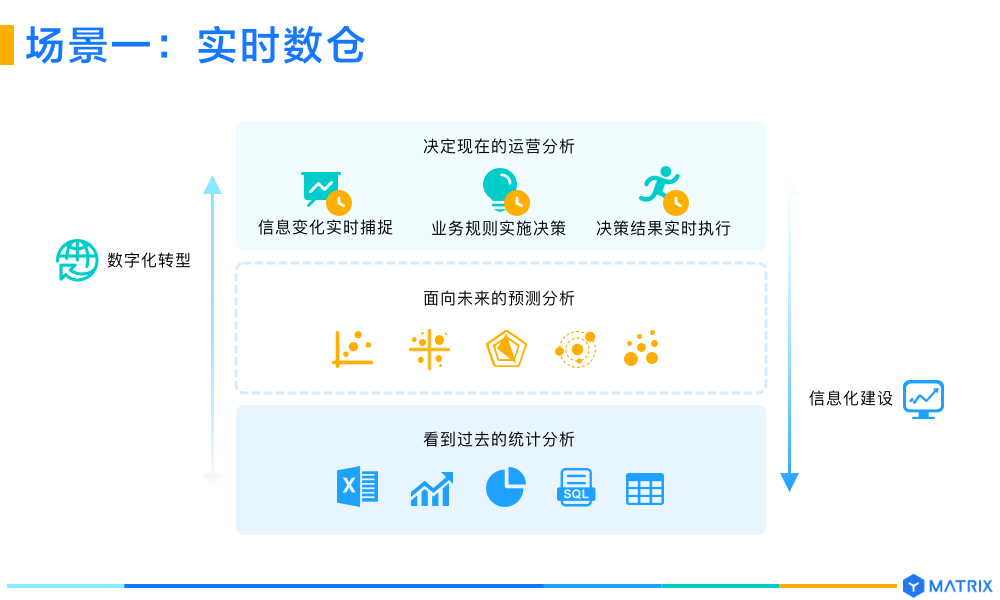 场景一：实时数仓
决定现在的运营分析
信息变化实时捕捉
业务规则实施决策
决策结果实时执行
数字化转型
面向未来的预测分析
信息化建设
看到过去的统计分析
X
SQL
MATRIX